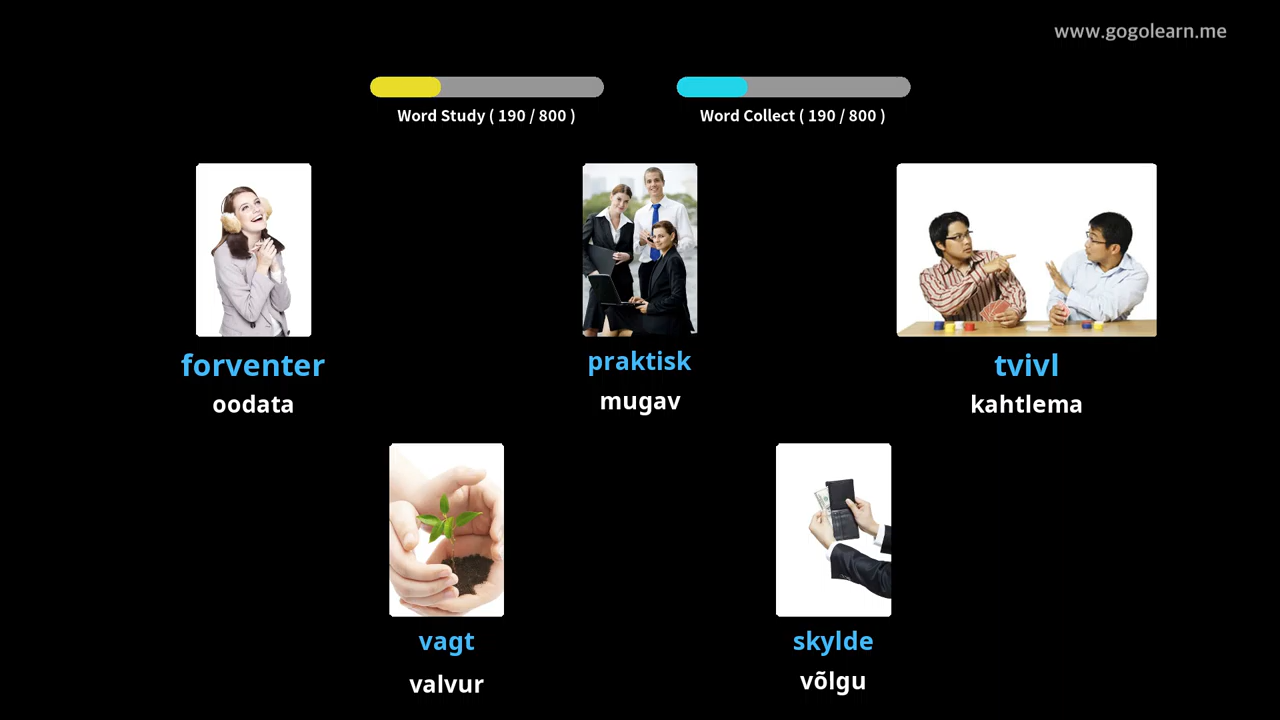 www.gogolearn.me
Word Study ( 190 / 800 )
Word Collect ( 190 / 800 )
forventer
oodata
praktisk
mugav
tvivl
kahtlema
vagt
valvur
skylde
võlgu